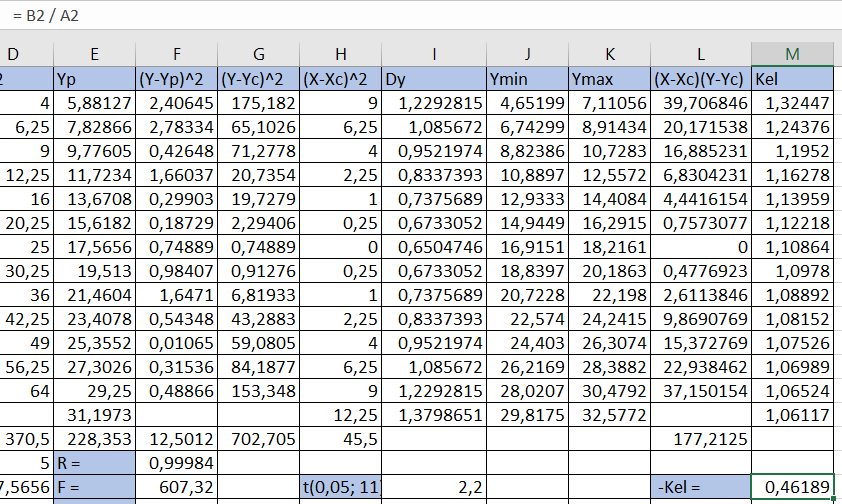 = B2 / A2
D E F G H I J K L M
2 Yp (Y-Yp)^2 (Y-Yc)^2 (X-Xc)^2 Dy Ymin Ymax (X-Xc)(Y-Yc) Kel
4 5,88127 2,40645 175,182 9 1,2292815 4,65199 7,11056 39,706846 1,32447
6,25 7,82866 2,78334 65,1026 6,25 1,085672 6,74299 8,91434 20,171538 1,24376
9 9,77605 0,42648 71,2778 4 0,9521974 8,82386 10,7283 16,885231 1,1952
12,25 11,7234 1,66037 20,7354 2,25 0,8337393 10,8897 12,5572 6,8304231 1,16278
16 13,6708 0,29903 19,7279 1 0,7375689 12,9333 14,4084 4,4416154 1,13959
20,25 15,6182 0,18729 2,29406 0,25 0,6733052 14,9449 16,2915 0,7573077 1,12218
25 17,5656 0,74889 0,74889 0 0,6504746 16,9151 18,2161 0 1,10864
30,25 19,513 0,98407 0,91276 0,25 0,6733052 18,8397 20,1863 0,4776923 1,0978
36 21,4604 1,6471 6,81933 1 0,7375689 20,7228 22,198 2,6113846 1,08892
42,25 23,4078 0,54348 43,2883 2,25 0,8337393 22,574 24,2415 9,8690769 1,08152
49 25,3552 0,01065 59,0805 4 0,9521974 24,403 26,3074 15,372769 1,07526
56,25 27,3026 0,31536 84,1877 6,25 1,085672 26,2169 28,3882 22,938462 1,06989
64 29,25 0,48866 153,348 9 1,2292815 28,0207 30,4792 37,150154 1,06524
31,1973 12,25 1,3798651 29,8175 32,5772 1,06117
370,5 228,353 12,5012 702,705 45,5 177,2125
5 R = 0,99984
7,5656 F = 607,32 t(0,05; 11) 2,2 -Kel = 0,46189